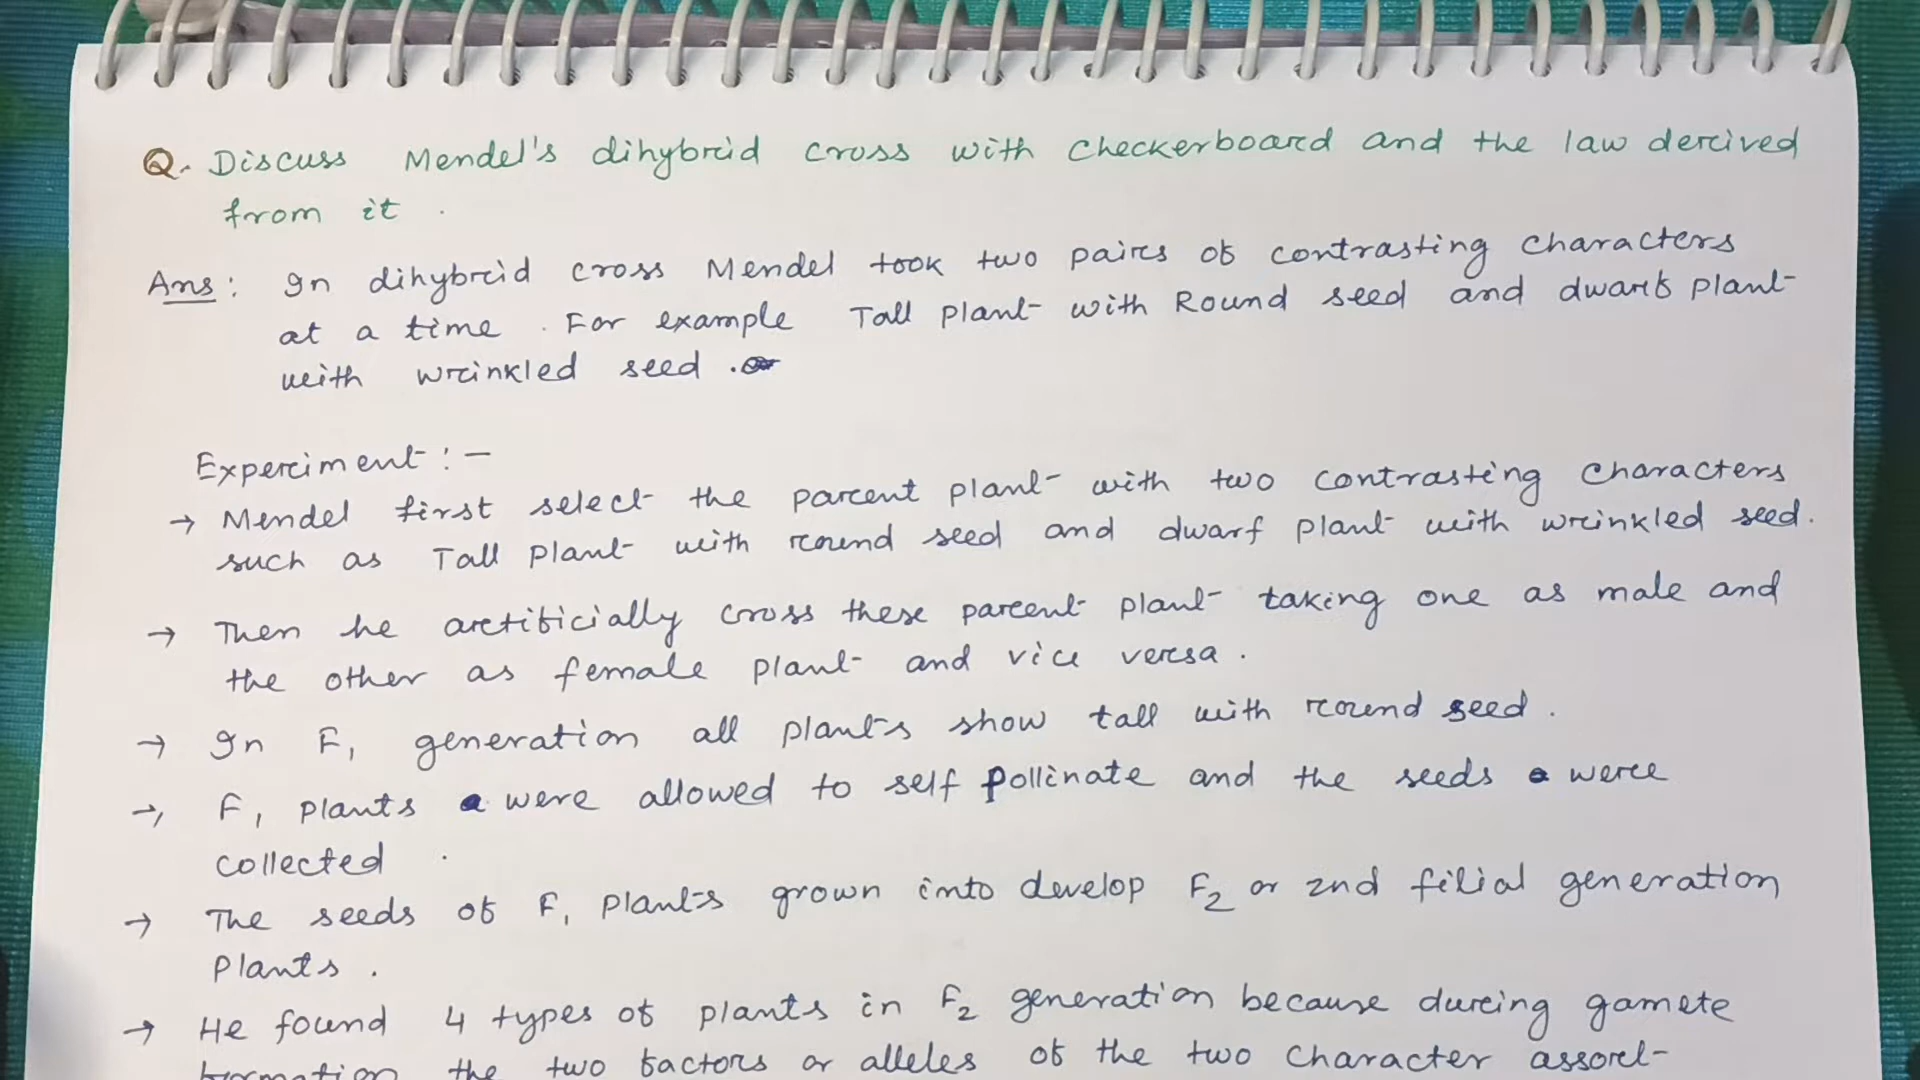 Q. Discuss Mendel's dihybrid cross with checkerboard and the law derived
from it.
Ans: In dihybrid cross Mendel took two pairs of contrasting characters
at a time. For example Tall plant with Round seed and dwarf plant
with wrinkled seed.
Experiment :-
→ Mendel first select the parent plant with two contrasting characters
such as Tall plant with round seed and dwarf plant with wrinkled seed.
→ Then he artificially cross these parent plant taking one as male and
the other as female plant and vice versa.
→ In F₁ generation all plants show tall with round seed.
→ F₁ plants were allowed to self pollinate and the seeds were
collected.
→ The seeds of F₁ plants grown into develop F₂ or 2nd filial generation
plants.
→ He found 4 types of plants in F₂ generation because during gamete
formation the two factors or alleles of the two character assort